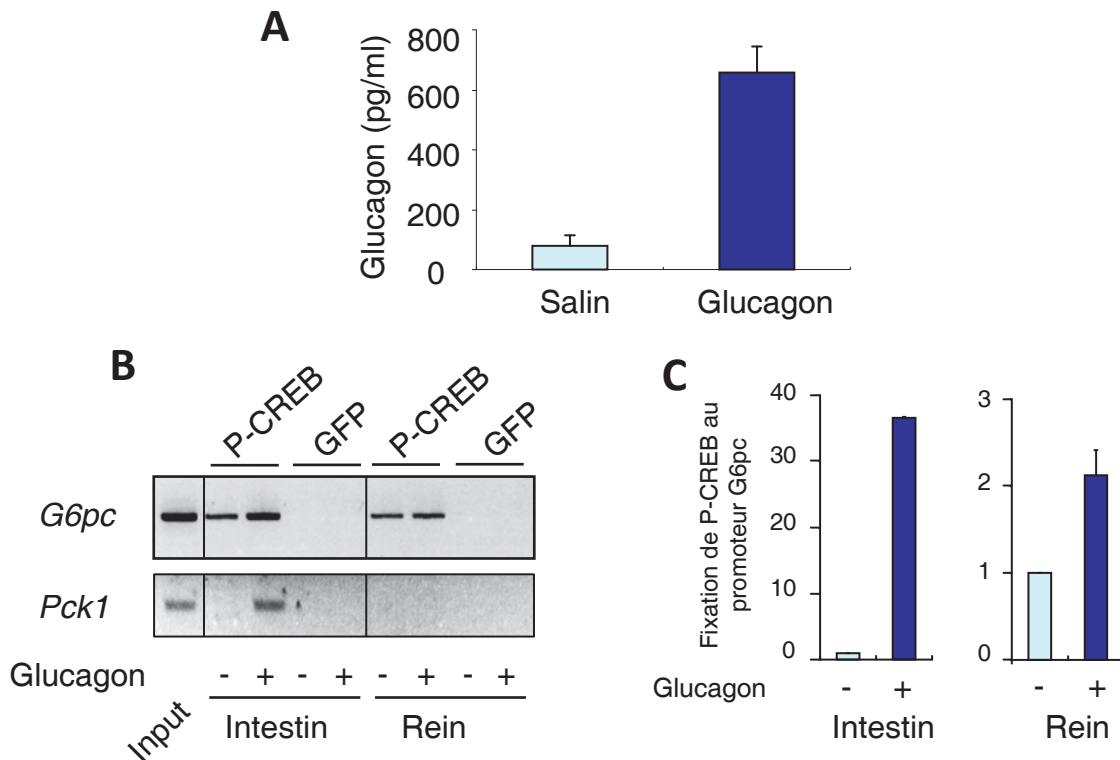 A
Glucagon (pg/ml)
800
600
400
200
0
Salin Glucagon
B
P-CREB GFP P-CREB GFP
G6pc
Pck1
Glucagon - + - + - + - +
Input Intestin Rein
C
Fixation de P-CREB au
promoteur G6pc
40
30
20
10
0
3
2
1
0
Glucagon - + - +
Intestin Rein